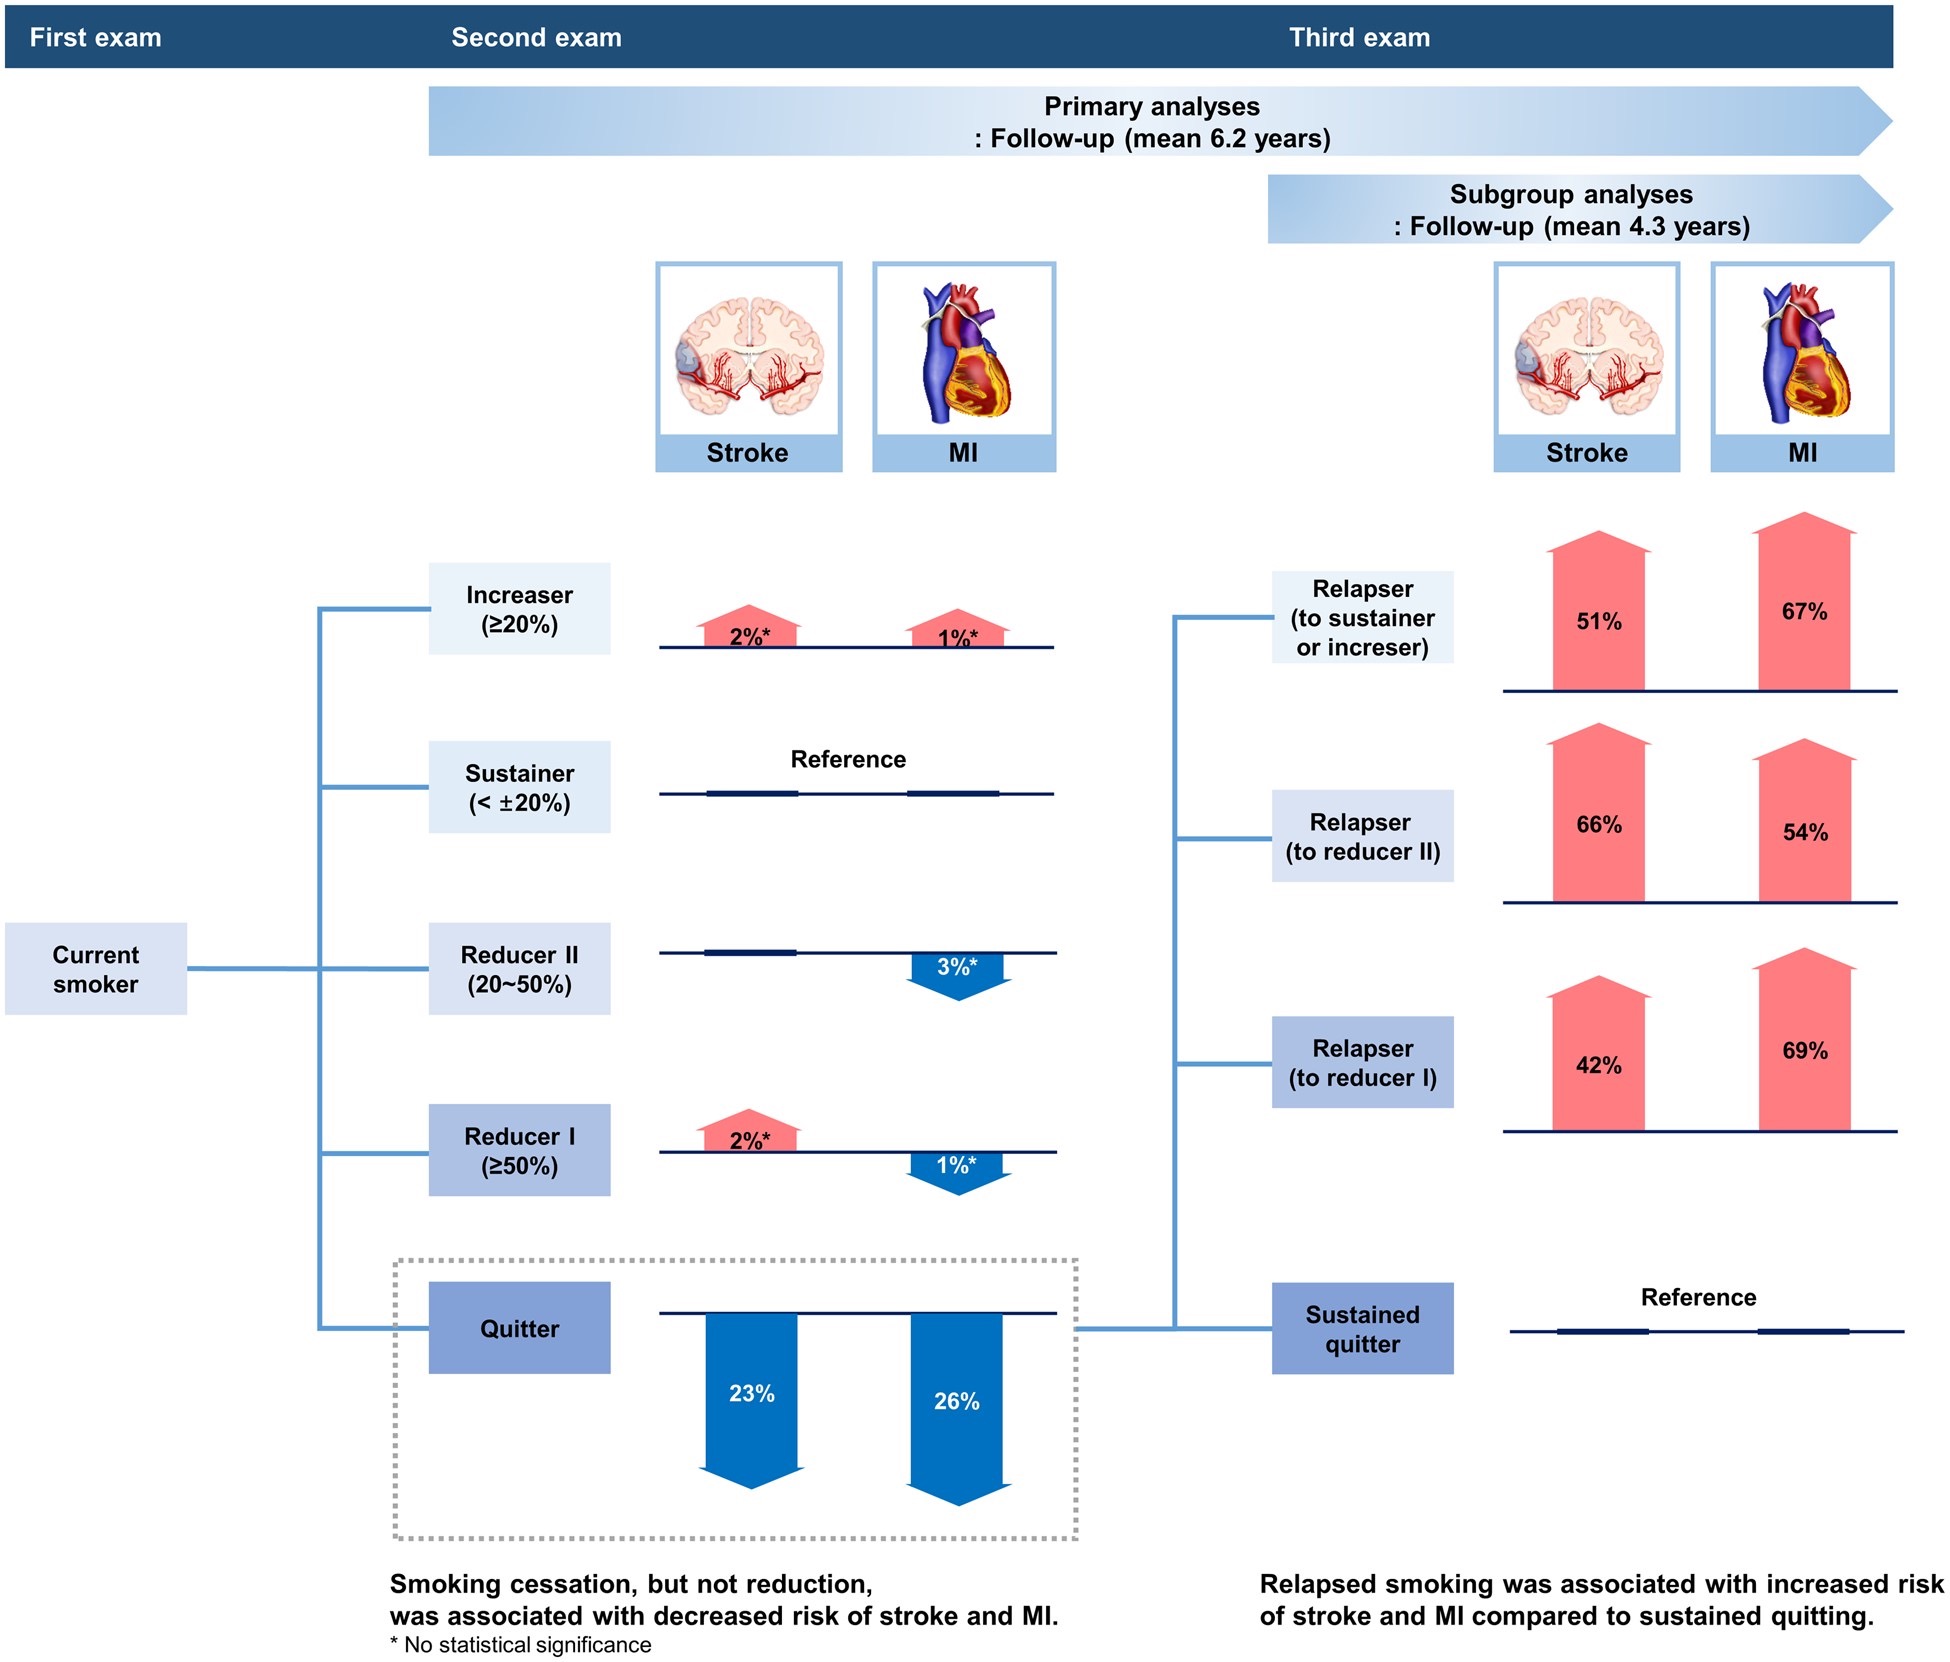 First exam
Second exam
Third exam
Primary analyses
: Follow-up (mean 6.2 years)
Subgroup analyses
: Follow-up (mean 4.3 years)
Stroke
MI
Stroke
MI
Increaser
(≥20%)
2%*
1%*
Sustainer
(< ±20%)
Reference
Current
smoker
Reducer II
(20~50%)
3%*
Reducer I
(≥50%)
2%*
1%*
Quitter
23%
26%
Relapser
(to sustainer
or increser)
51%
67%
Relapser
(to reducer II)
66%
54%
Relapser
(to reducer I)
42%
69%
Sustained
quitter
Reference
Smoking cessation, but not reduction,
was associated with decreased risk of stroke and MI.
* No statistical significance
Relapsed smoking was associated with increased risk
of stroke and MI compared to sustained quitting.